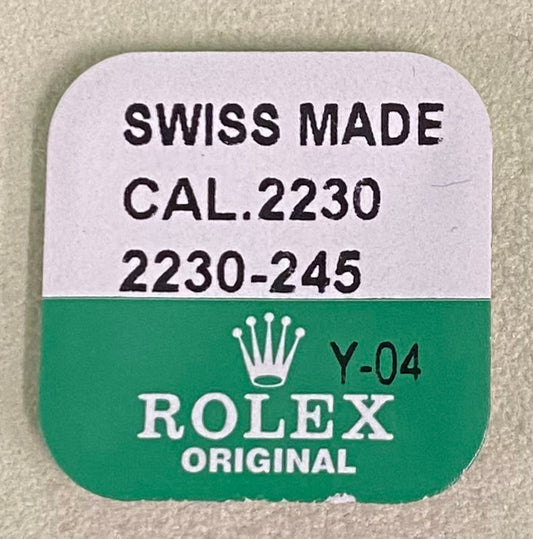 SWISS MADE
CAL.2230
2230-245
Y-04
ROLEX
ORIGINAL